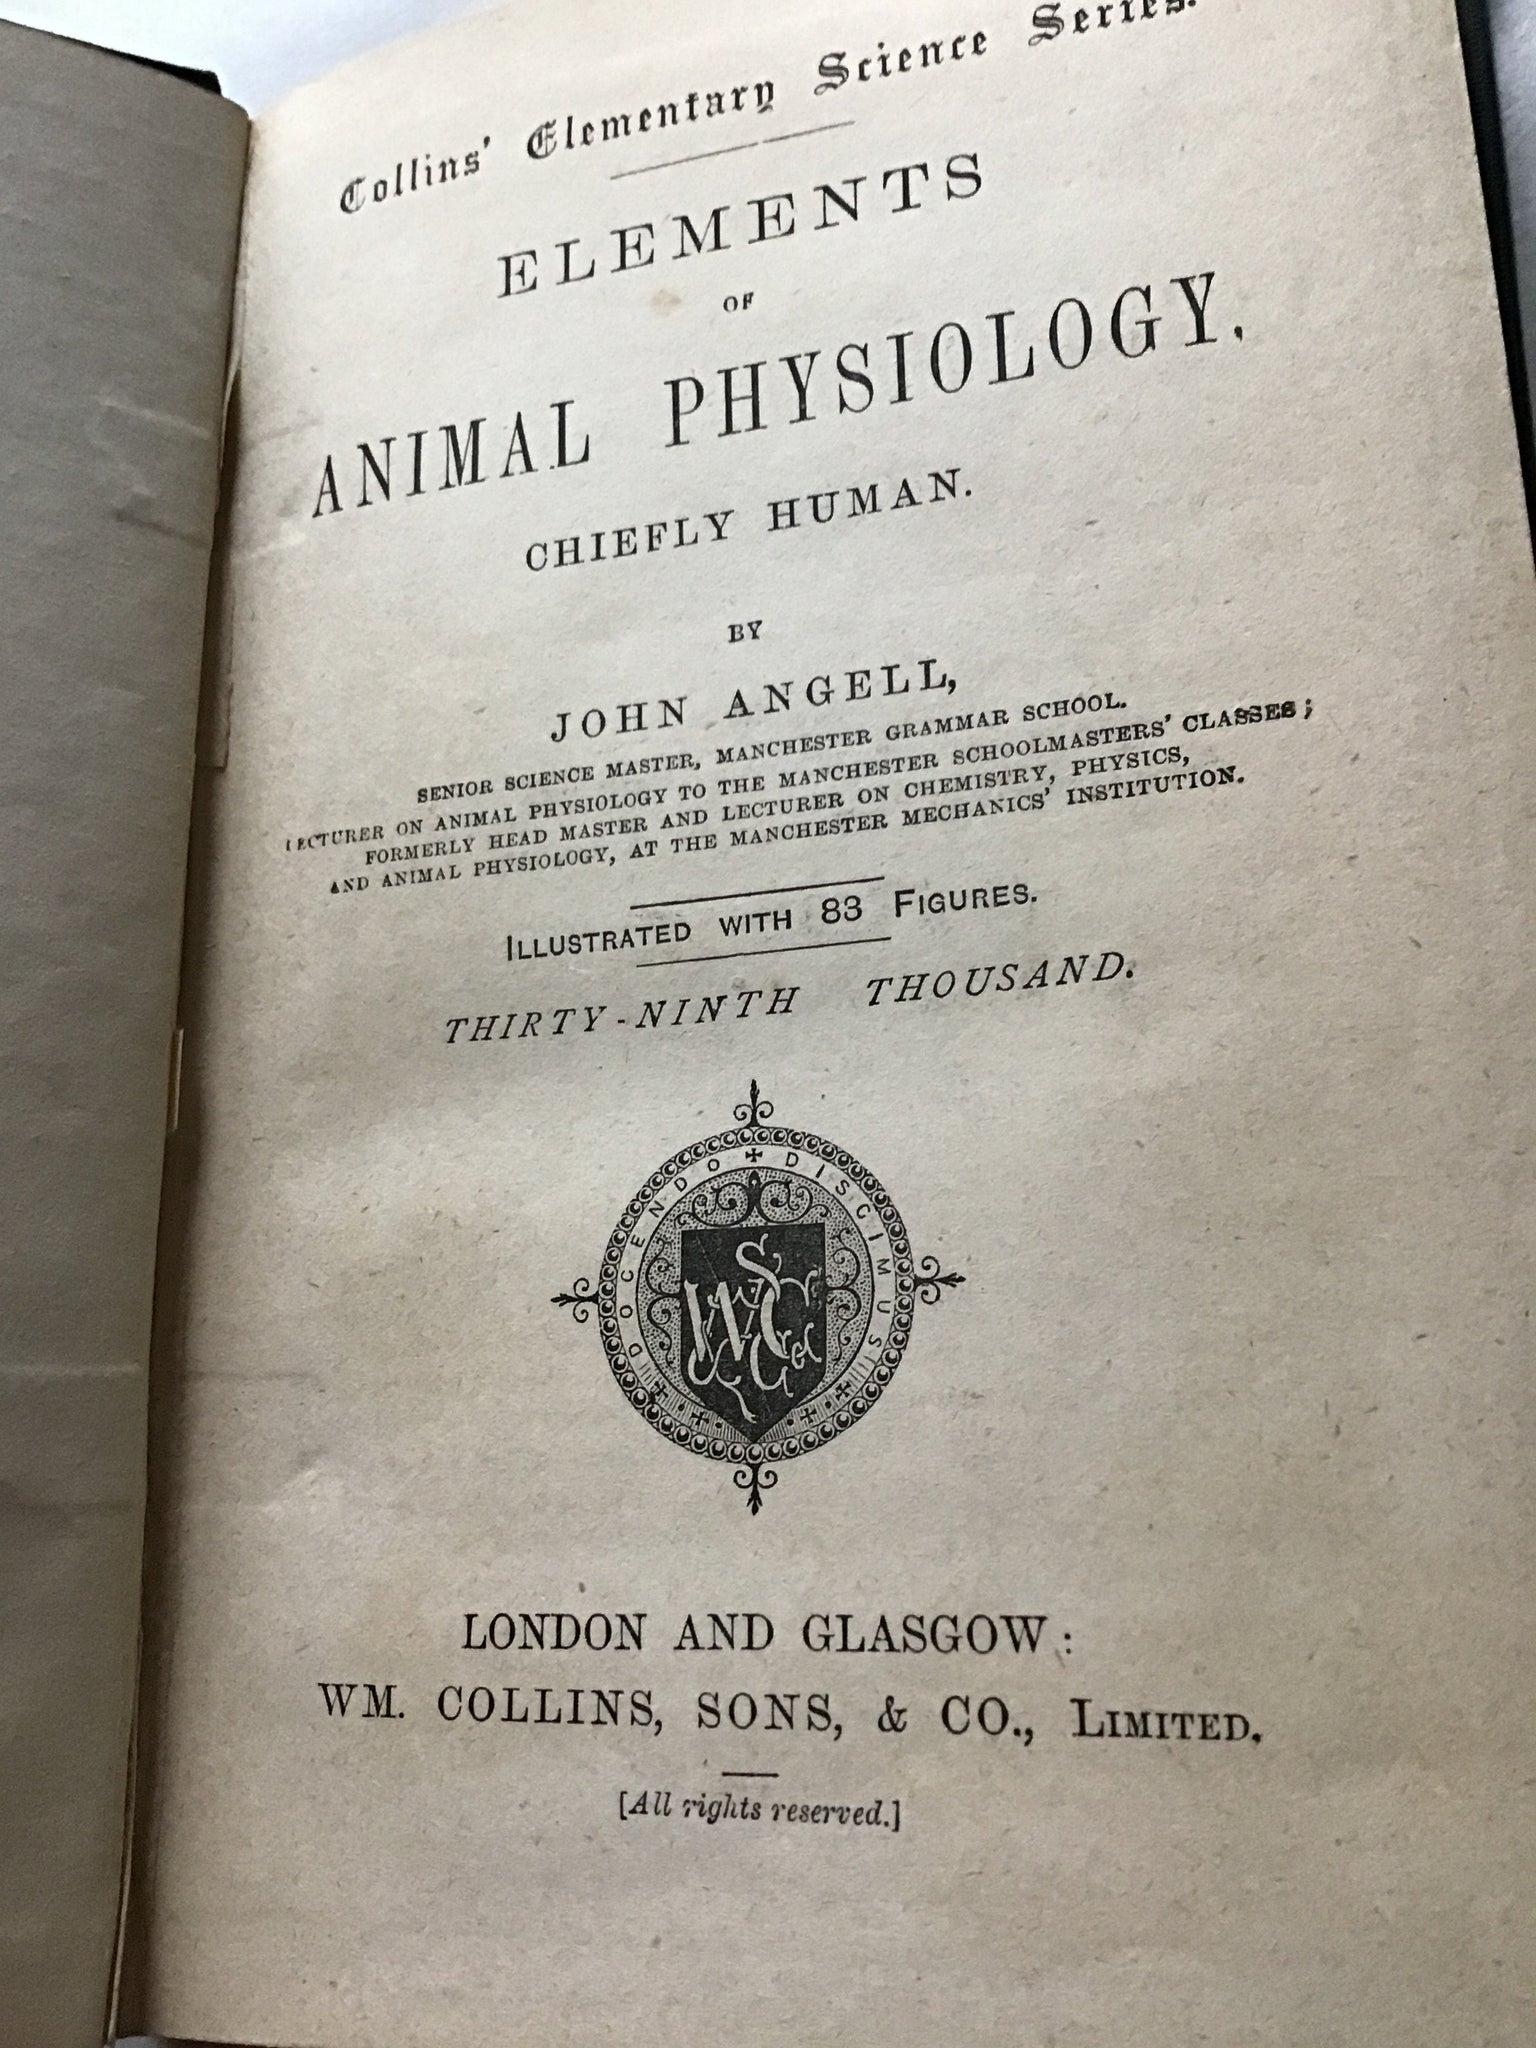 Collins' Elementary Science Series.
ELEMENTS
OF
ANIMAL PHYSIOLOGY,
CHIEFLY HUMAN.
BY
JOHN ANGELL,
SENIOR SCIENCE MASTER, MANCHESTER GRAMMAR SCHOOL.
LECTURER ON ANIMAL PHYSIOLOGY TO THE MANCHESTER SCHOOLMASTERS' CLASSES;
FORMERLY HEAD MASTER AND LECTURER ON CHEMISTRY, PHYSICS,
AND ANIMAL PHYSIOLOGY, AT THE MANCHESTER MECHANICS' INSTITUTION.
ILLUSTRATED WITH 83 FIGURES.
THIRTY-NINTH THOUSAND.
DOCENDO DISCIMUS
WSC
LONDON AND GLASGOW:
WM. COLLINS, SONS, & CO., LIMITED.
[All rights reserved.]